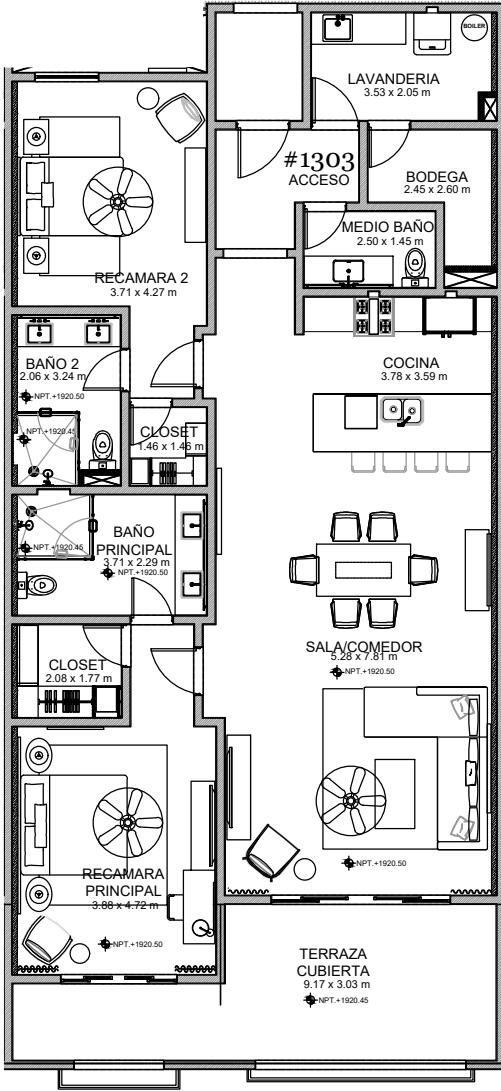 BOILER
LAVANDERIA
3.53 x 2.05 m
#1303
ACCESO
BODEGA
2.45 x 2.60 m
MEDIO BAÑO
2.50 x 1.45 m
RECAMARA 2
3.71 x 4.27 m
BAÑO 2
2.06 x 3.24 m
NPT.+1920.50
NPT.+1920.45
CLOSET
1.46 x 1.46 m
COCINA
3.78 x 3.59 m
BAÑO
PRINCIPAL
3.71 x 2.29 m
NPT.+1920.45
NPT.+1920.50
SALA/COMEDOR
5.28 x 7.81 m
NPT.+1920.50
CLOSET
2.08 x 1.77 m
NPT.+1920.50
RECAMARA
PRINCIPAL
3.88 x 4.72 m
NPT.+1920.50
TERRAZA
CUBIERTA
9.17 x 3.03 m
NPT.+1920.45